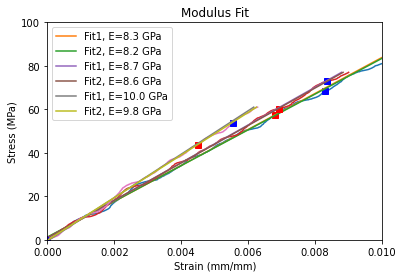 Modulus Fit
100
80
60
40
20
0
Stress (MPa)
Fit1, E=8.3 GPa
Fit2, E=8.2 GPa
Fit1, E=8.7 GPa
Fit2, E=8.6 GPa
Fit1, E=10.0 GPa
Fit2, E=9.8 GPa
0.000 0.002 0.004 0.006 0.008 0.010
Strain (mm/mm)